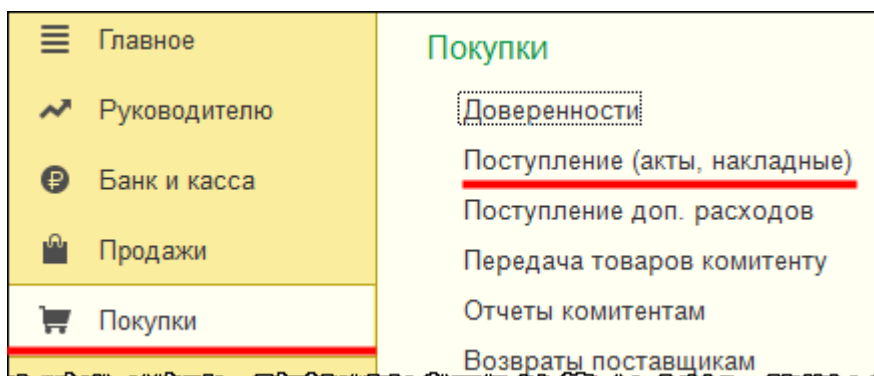 Главное
Руководителю
Банк и касса
Продажи
Покупки
Покупки
Доверенности
Поступление (акты, накладные)
Поступление доп. расходов
Передача товаров комитенту
Отчеты комитентам
Возвраты поставщикам